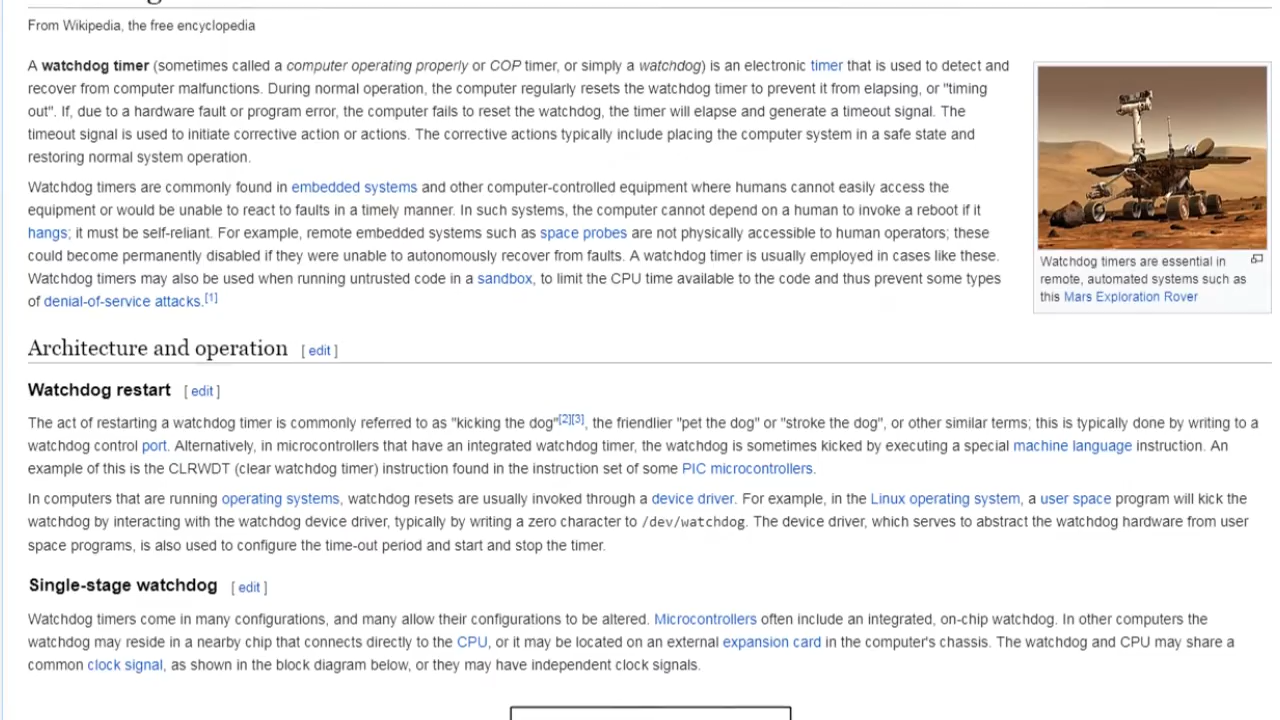 From Wikipedia, the free encyclopedia
A watchdog timer (sometimes called a computer operating properly or COP timer, or simply a watchdog) is an electronic timer that is used to detect and
recover from computer malfunctions. During normal operation, the computer regularly resets the watchdog timer to prevent it from elapsing, or "timing
out". If, due to a hardware fault or program error, the computer fails to reset the watchdog, the timer will elapse and generate a timeout signal. The
timeout signal is used to initiate corrective action or actions. The corrective actions typically include placing the computer system in a safe state and
restoring normal system operation.
Watchdog timers are commonly found in embedded systems and other computer-controlled equipment where humans cannot easily access the
equipment or would be unable to react to faults in a timely manner. In such systems, the computer cannot depend on a human to invoke a reboot if it
hangs; it must be self-reliant. For example, remote embedded systems such as space probes are not physically accessible to human operators; these
could become permanently disabled if they were unable to autonomously recover from faults. A watchdog timer is usually employed in cases like these.
Watchdog timers may also be used when running untrusted code in a sandbox, to limit the CPU time available to the code and thus prevent some types
of denial-of-service attacks.[1]
Watchdog timers are essential in
remote, automated systems such as
this Mars Exploration Rover
Architecture and operation [ edit ]
Watchdog restart [ edit ]
The act of restarting a watchdog timer is commonly referred to as "kicking the dog"[2][3], the friendlier "pet the dog" or "stroke the dog", or other similar terms; this is typically done by writing to a
watchdog control port. Alternatively, in microcontrollers that have an integrated watchdog timer, the watchdog is sometimes kicked by executing a special machine language instruction. An
example of this is the CLRWDT (clear watchdog timer) instruction found in the instruction set of some PIC microcontrollers.
In computers that are running operating systems, watchdog resets are usually invoked through a device driver. For example, in the Linux operating system, a user space program will kick the
watchdog by interacting with the watchdog device driver, typically by writing a zero character to /dev/watchdog. The device driver, which serves to abstract the watchdog hardware from user
space programs, is also used to configure the time-out period and start and stop the timer.
Single-stage watchdog [ edit ]
Watchdog timers come in many configurations, and many allow their configurations to be altered. Microcontrollers often include an integrated, on-chip watchdog. In other computers the
watchdog may reside in a nearby chip that connects directly to the CPU, or it may be located on an external expansion card in the computer's chassis. The watchdog and CPU may share a
common clock signal, as shown in the block diagram below, or they may have independent clock signals.